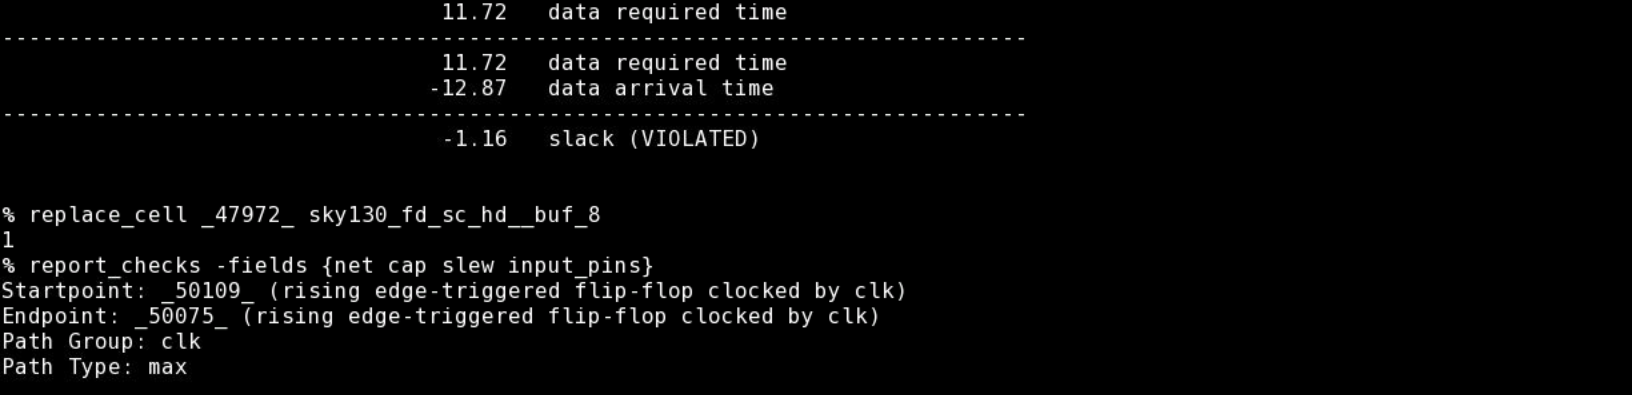 11.72   data required time
-----------------------------------------------------------------------------
11.72   data required time
-12.87   data arrival time
-----------------------------------------------------------------------------
-1.16   slack (VIOLATED)
% replace_cell _47972_ sky130_fd_sc_hd__buf_8
1
% report_checks -fields {net cap slew input_pins}
Startpoint: _50109_ (rising edge-triggered flip-flop clocked by clk)
Endpoint: _50075_ (rising edge-triggered flip-flop clocked by clk)
Path Group: clk
Path Type: max